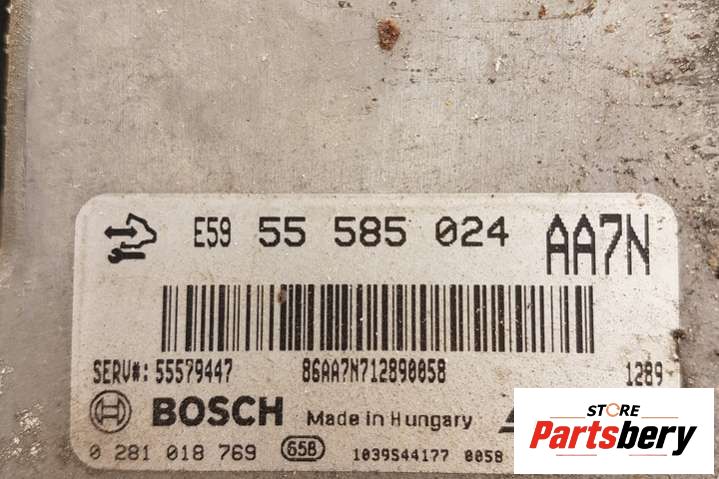 E59 55 585 024 AA7N
SERV#: 55579447 86AA7N712890058 1289
BOSCH Made in Hungary
0 281 018 769 658 1039S44177 0058
STORE
Partsbery